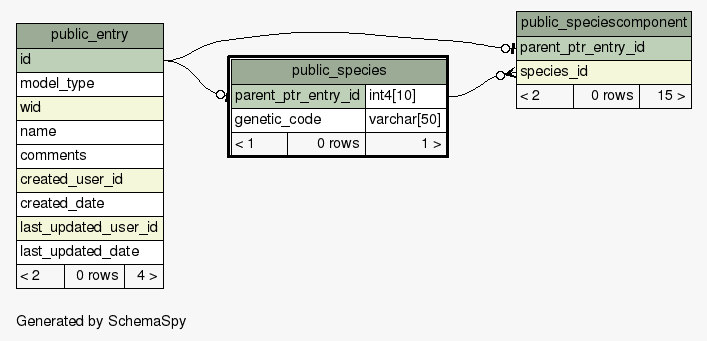 public_entry
id
model_type
wid
name
comments
created_user_id
created_date
last_updated_user_id
last_updated_date
< 2 0 rows 4 >
public_species
parent_ptr_entry_id int4[10]
genetic_code varchar[50]
< 1 0 rows 1 >
public_speciescomponent
parent_ptr_entry_id
species_id
< 2 0 rows 15 >
Generated by SchemaSpy